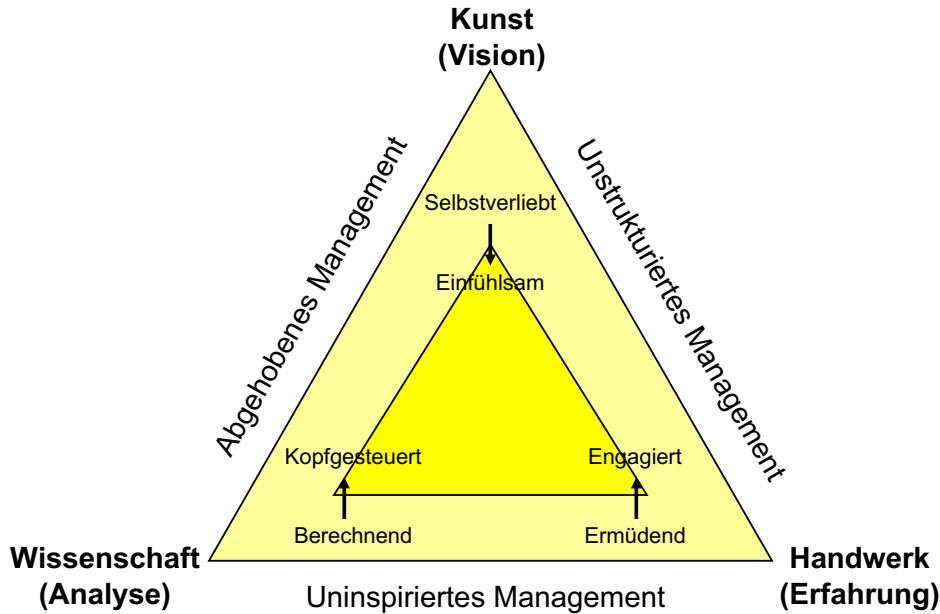 Kunst
(Vision)
Abgehobenes Management
Unstrukturiertes Management
Selbstverliebt
Einfühlsam
Kopfgesteuert
Engagiert
Berechnend
Ermüdend
Wissenschaft
(Analyse)
Handwerk
(Erfahrung)
Uninspiriertes Management